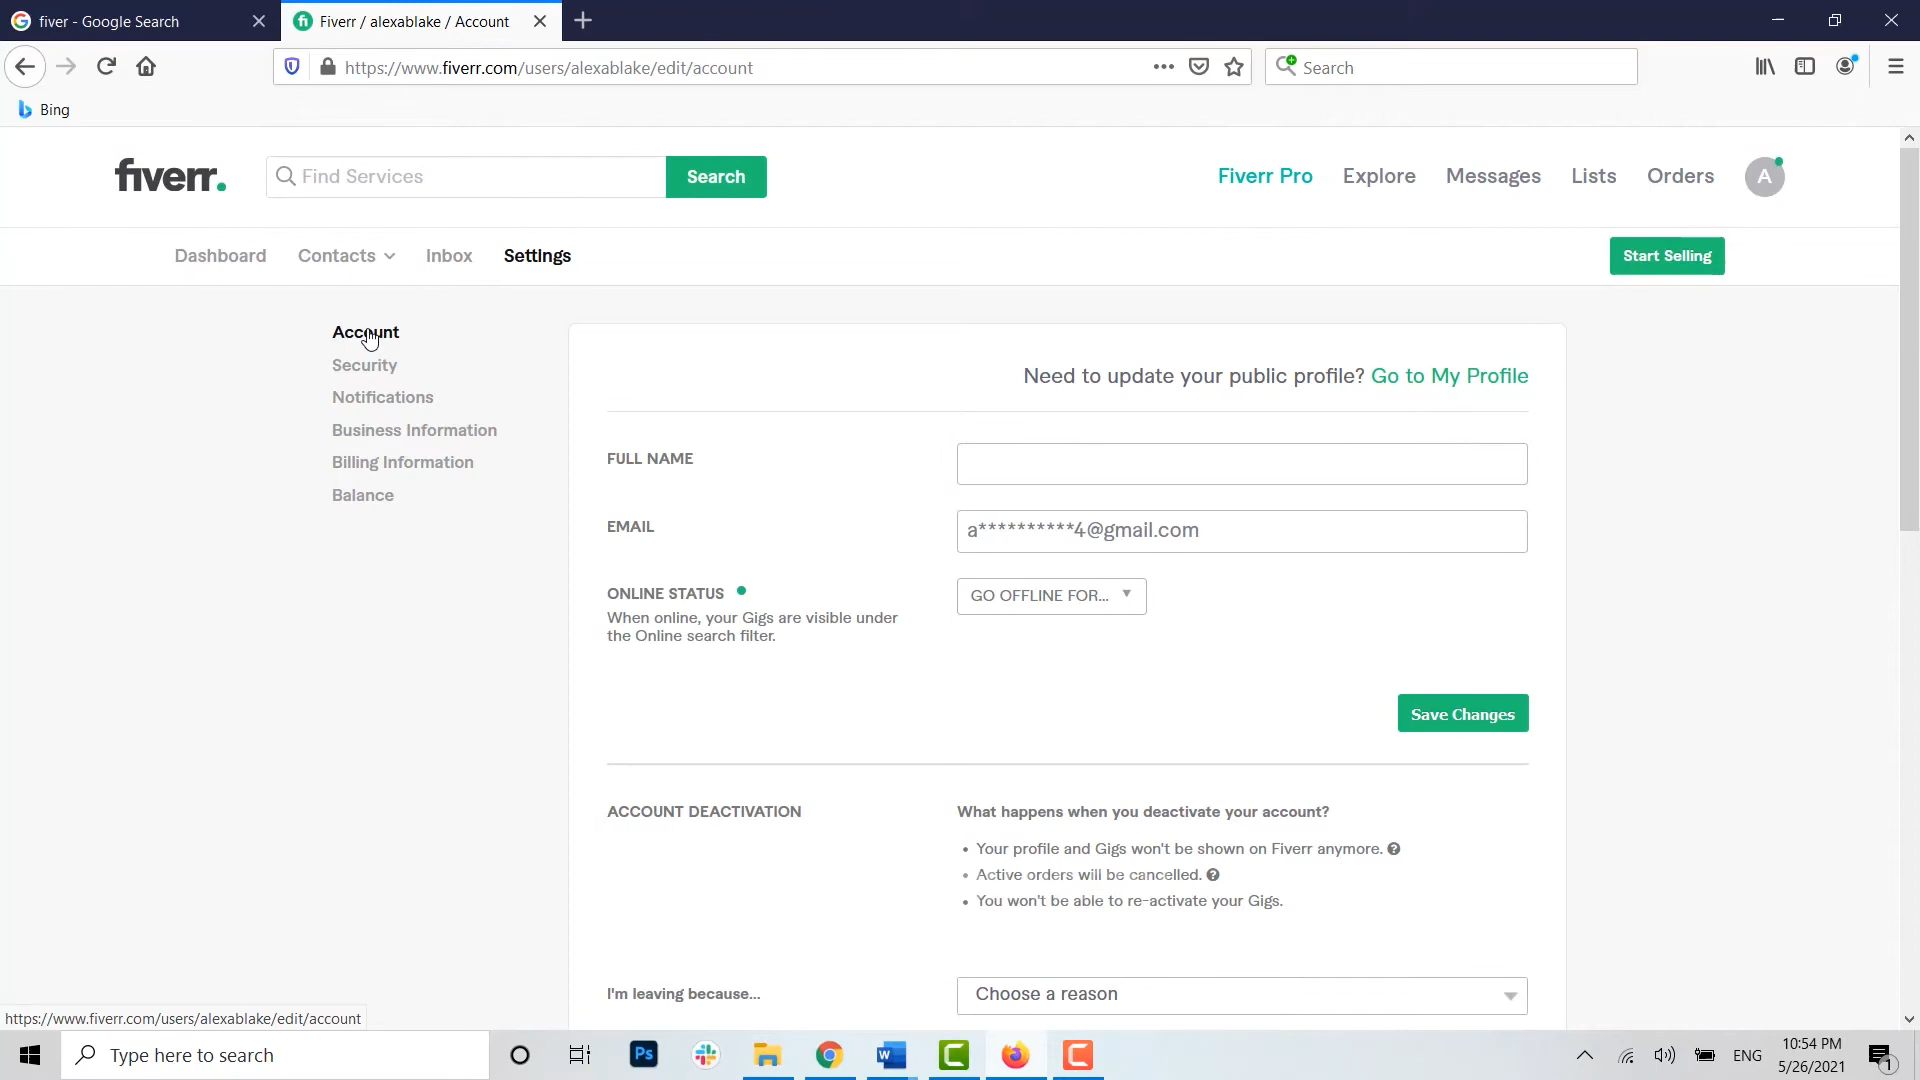 fiver - Google Search
Fiverr / alexablake / Account
https://www.fiverr.com/users/alexablake/edit/account
Search
Bing
fiverr.
Find Services
Search
Fiverr Pro
Explore
Messages
Lists
Orders
A
Dashboard
Contacts
Inbox
Settings
Start Selling
Account
Security
Notifications
Business Information
Billing Information
Balance
Need to update your public profile? Go to My Profile
FULL NAME
EMAIL
a**********4@gmail.com
ONLINE STATUS
When online, your Gigs are visible under
the Online search filter.
GO OFFLINE FOR...
Save Changes
ACCOUNT DEACTIVATION
What happens when you deactivate your account?
• Your profile and Gigs won't be shown on Fiverr anymore.
• Active orders will be cancelled.
• You won't be able to re-activate your Gigs.
I'm leaving because...
Choose a reason
https://www.fiverr.com/users/alexablake/edit/account
Type here to search
Ps
ENG
10:54 PM
5/26/2021
1